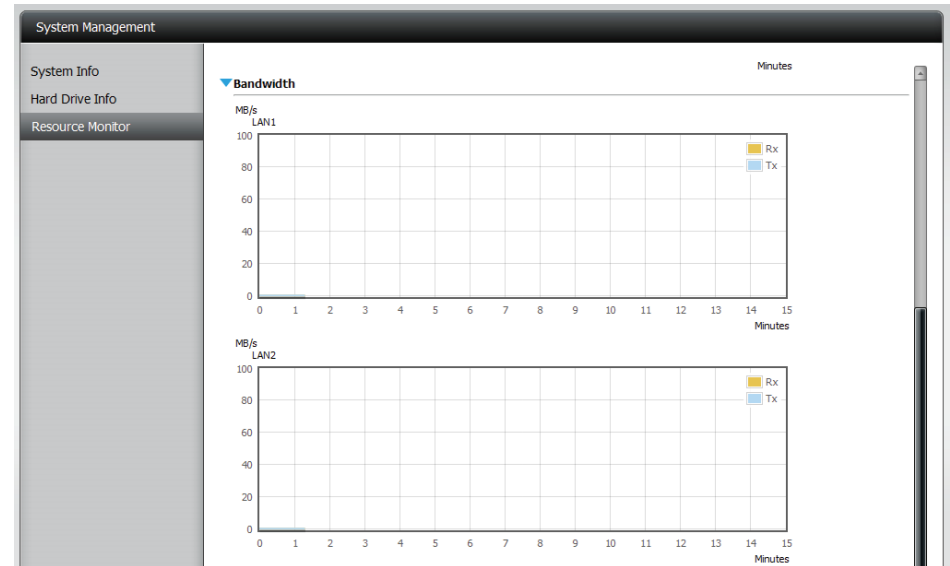 System Management
System Info
Hard Drive Info
Resource Monitor
Minutes
Bandwidth
MB/s
LAN1
100
80
60
40
20
0
Rx
Tx
0 1 2 3 4 5 6 7 8 9 10 11 12 13 14 15
Minutes
MB/s
LAN2
100
80
60
40
20
0
Rx
Tx
0 1 2 3 4 5 6 7 8 9 10 11 12 13 14 15
Minutes